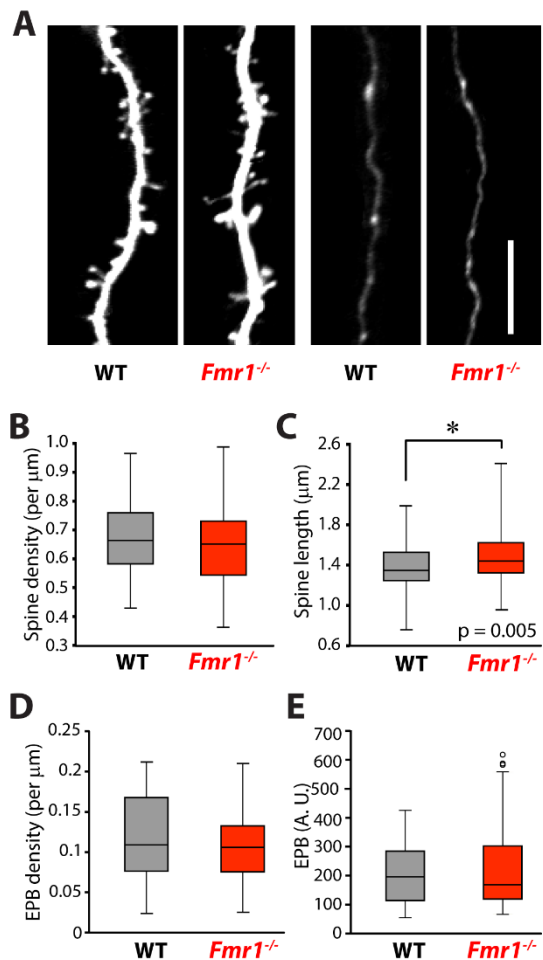 A
WT
Fmr1-/-
WT
Fmr1-/-
B
Spine density (per μm)
1.0
0.9
0.8
0.7
0.6
0.5
0.4
0.3
WT
Fmr1-/-
C
Spine length (μm)
2.6
2.2
1.8
1.4
1.0
0.6
*
p = 0.005
WT
Fmr1-/-
D
EPB density (per μm)
0.25
0.2
0.15
0.1
0.05
0
WT
Fmr1-/-
E
EPB (A. U.)
700
600
500
400
300
200
100
0
WT
Fmr1-/-